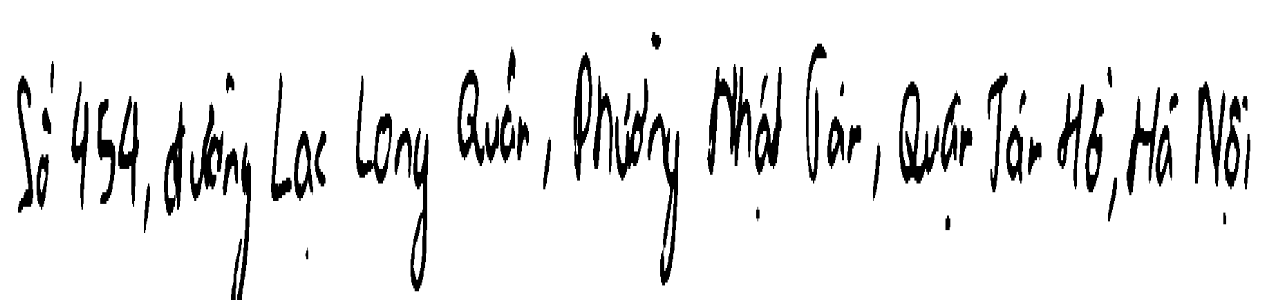 Số 454, đường Lạc Long Quân, Phường Nhật Tân, Quận Tây Hồ, Hà Nội